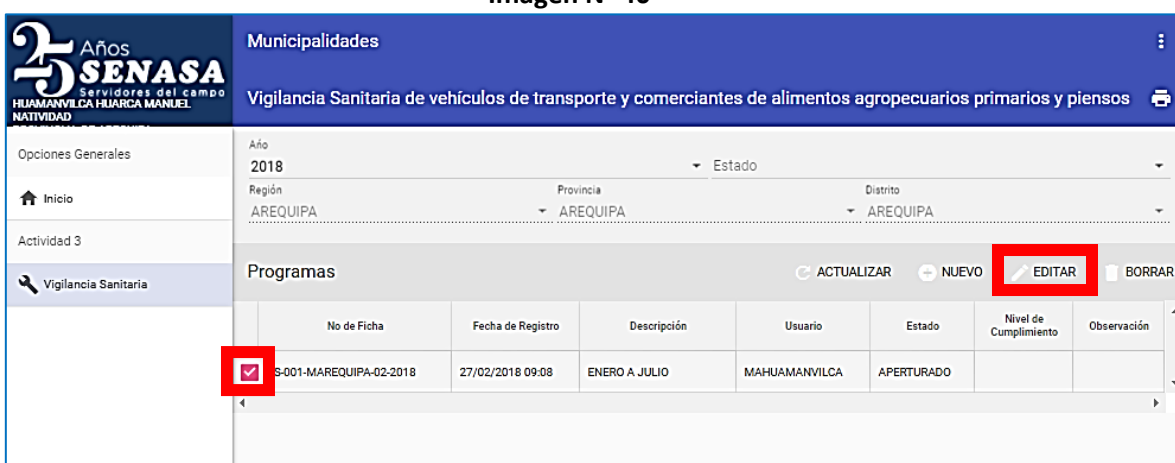 25 Años
SENASA
Servidores del campo
HUAMANVILCA HUARCA MANUEL
NATIVIDAD
Municipalidades
Vigilancia Sanitaria de vehículos de transporte y comerciantes de alimentos agropecuarios primarios y piensos
Opciones Generales
Inicio
Actividad 3
Vigilancia Sanitaria
Año
2018
Estado
Región
Provincia
Distrito
AREQUIPA
AREQUIPA
AREQUIPA
Programas
ACTUALIZAR
NUEVO
EDITAR
BORRAR
No de Ficha
Fecha de Registro
Descripción
Usuario
Estado
Nivel de
Cumplimiento
Observación
S-001-MAREQUIPA-02-2018
27/02/2018 09:08
ENERO A JULIO
MAHUAMANVILCA
APERTURADO